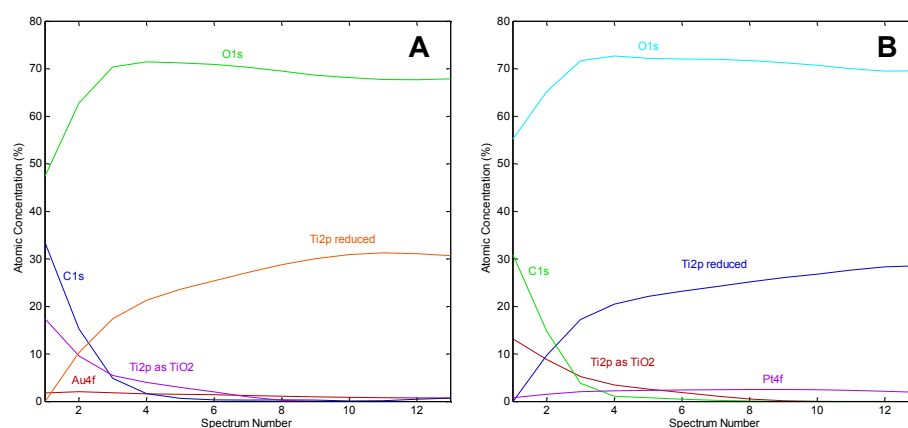 A
80
70
60
50
40
30
20
10
0
Atomic Concentration (%)
O1s
Ti2p reduced
C1s
Ti2p as TiO2
Au4f
2 4 6 8 10 12
Spectrum Number
B
80
70
60
50
40
30
20
10
0
Atomic Concentration (%)
O1s
Ti2p reduced
C1s
Ti2p as TiO2
Pt4f
2 4 6 8 10 12
Spectrum Number